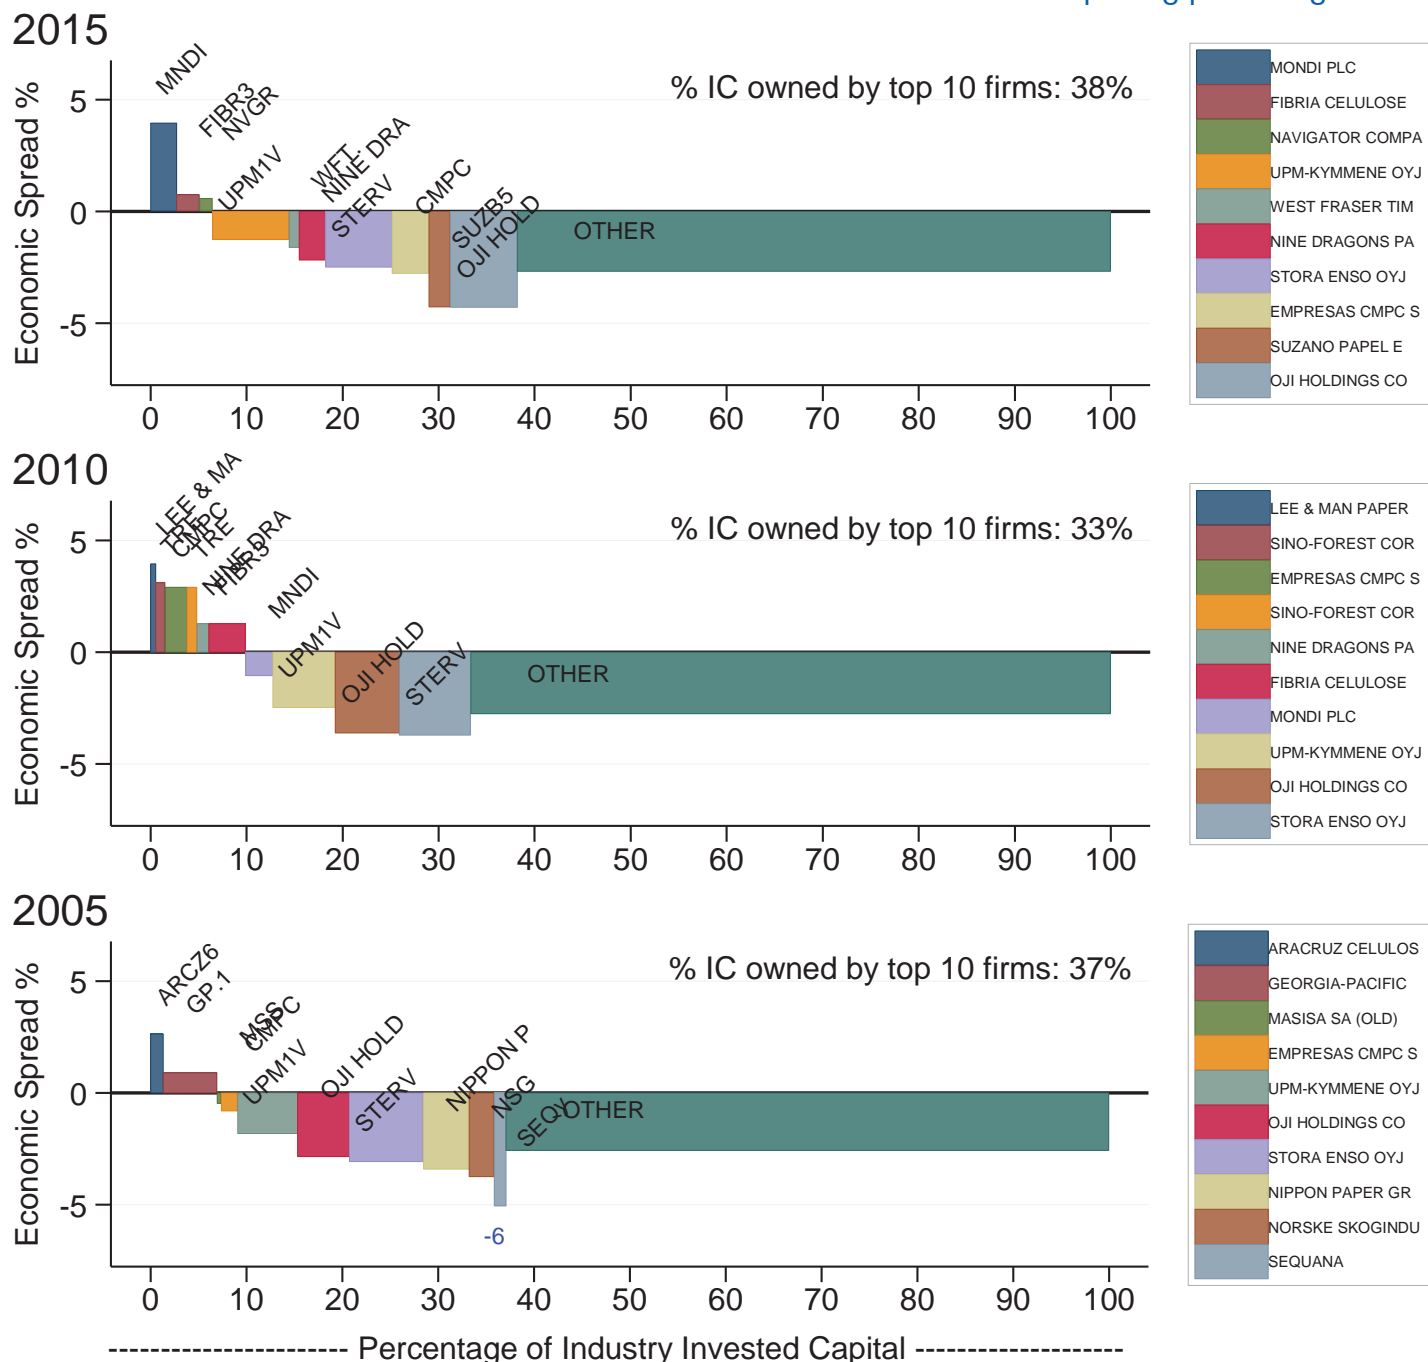 2015
Economic Spread %
5
0
-5
% IC owned by top 10 firms: 38%
MNDI
FIBR3
NVGR
UPM1V
WFT.
NINE DRA
STERV
CMPC
SUZB5
OJI HOLD
OTHER
0 10 20 30 40 50 60 70 80 90 100
MONDI PLC
FIBRIA CELULOSE
NAVIGATOR COMPA
UPM-KYMMENE OYJ
WEST FRASER TIM
NINE DRAGONS PA
STORA ENSO OYJ
EMPRESAS CMPC S
SUZANO PAPEL E
OJI HOLDINGS CO
2010
Economic Spread %
5
0
-5
% IC owned by top 10 firms: 33%
LEE & MA
TRE
CMPC
TRE
NINE DRA
FIBR3
MNDI
UPM1V
OJI HOLD
STERV
OTHER
0 10 20 30 40 50 60 70 80 90 100
LEE & MAN PAPER
SINO-FOREST COR
EMPRESAS CMPC S
SINO-FOREST COR
NINE DRAGONS PA
FIBRIA CELULOSE
MONDI PLC
UPM-KYMMENE OYJ
OJI HOLDINGS CO
STORA ENSO OYJ
2005
Economic Spread %
5
0
-5
% IC owned by top 10 firms: 37%
ARCZ6
GP.1
MSS
CMPC
UPM1V
OJI HOLD
STERV
NIPPON P
NSG
OTHER
-6
0 10 20 30 40 50 60 70 80 90 100
ARACRUZ CELULOS
GEORGIA-PACIFIC
MASISA SA (OLD)
EMPRESAS CMPC S
UPM-KYMMENE OYJ
OJI HOLDINGS CO
STORA ENSO OYJ
NIPPON PAPER GR
NORSKE SKOGINDU
SEQUANA
----------------------- Percentage of Industry Invested Capital --------------------